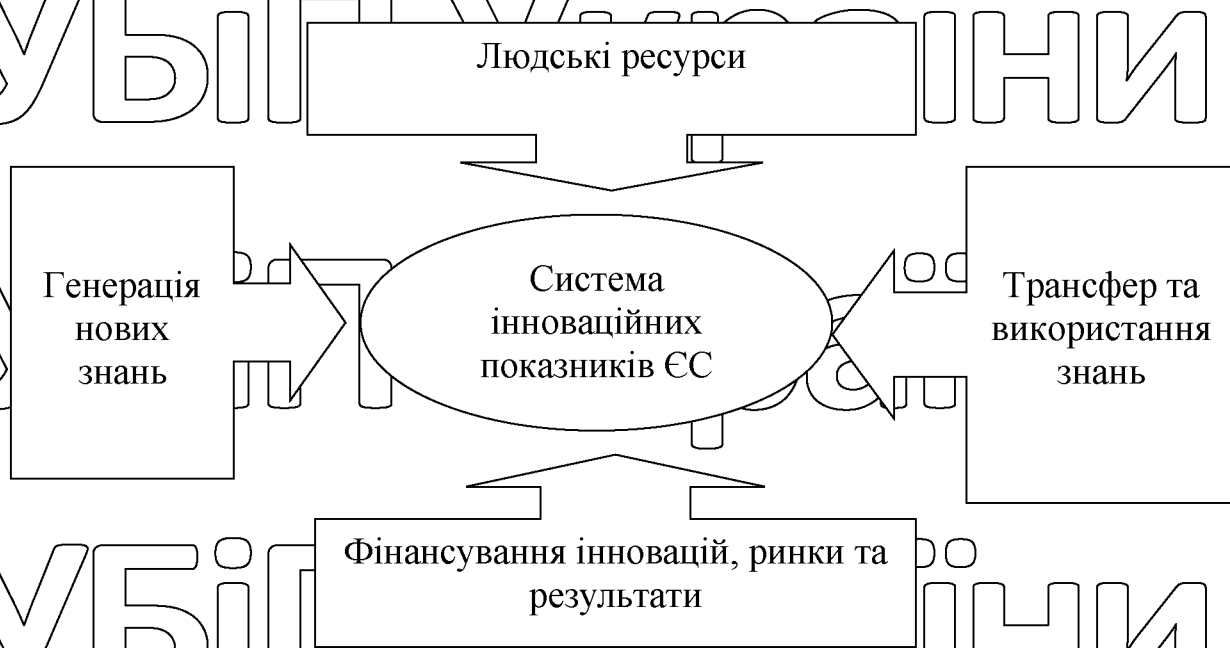 Людські ресурси
Генерація
нових
знань
Система
інноваційних
показників ЄС
Трансфер та
використання
знань
Фінансування інновацій, ринки та
результати